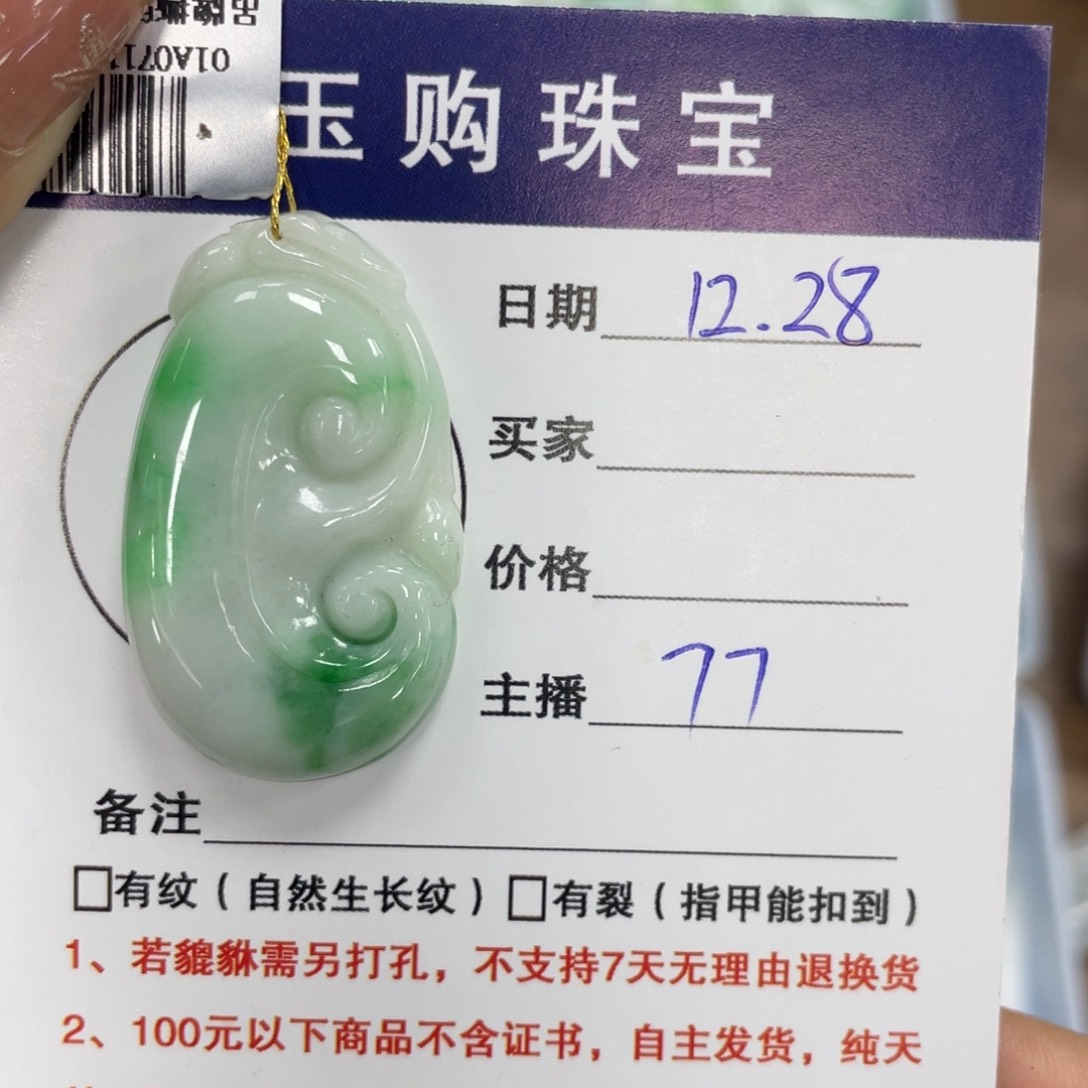 01A071
玉购珠宝
日期 12.28
买家
价格
主播 77
备注
□有纹（自然生长纹）□有裂（指甲能扣到）
1、若貔貅需另打孔，不支持7天无理由退换货
2、100元以下商品不含证书，自主发货，纯天